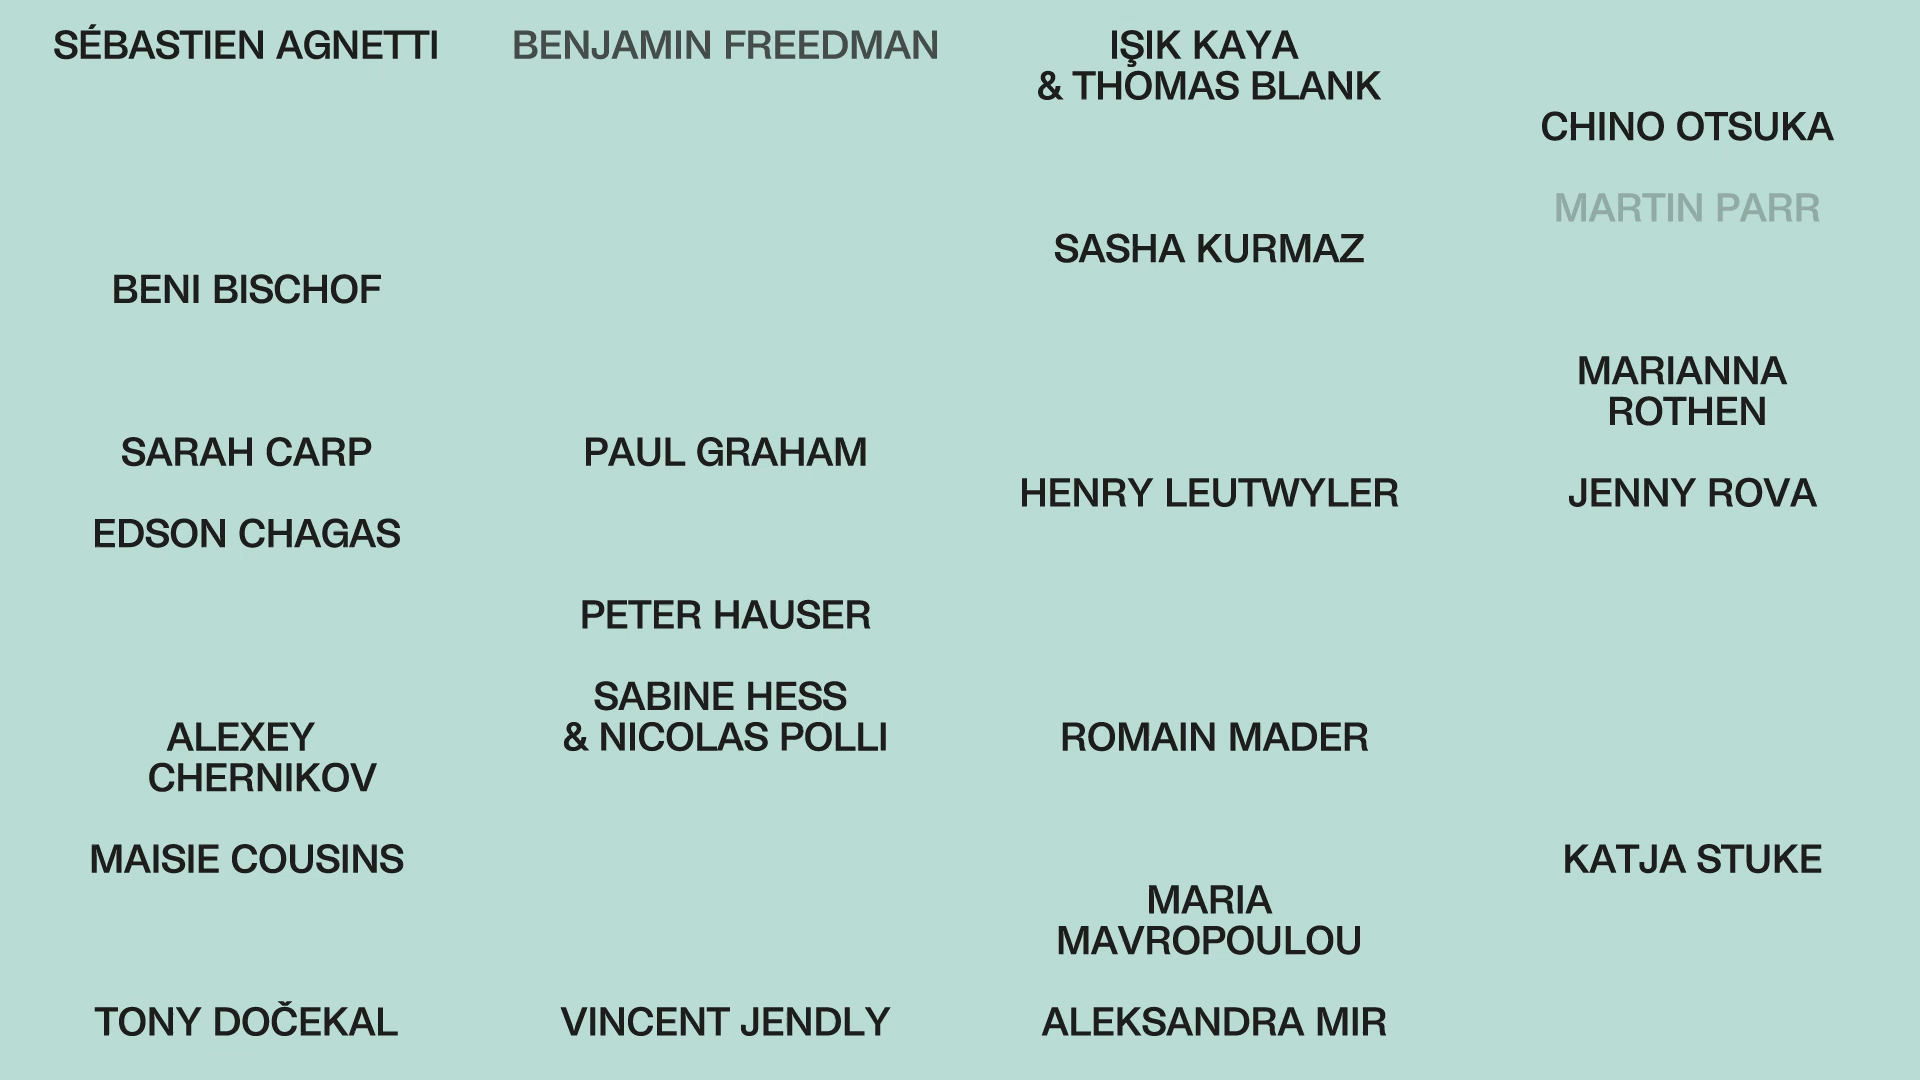 SÉBASTIEN AGNETTI
BENI BISCHOF
SARAH CARP
EDSON CHAGAS
ALEXEY
CHERNIKOV
MAISIE COUSINS
TONY DOČEKAL
BENJAMIN FREEDMAN
PAUL GRAHAM
PETER HAUSER
SABINE HESS
& NICOLAS POLLI
VINCENT JENDLY
IŞIK KAYA
& THOMAS BLANK
SASHA KURMAZ
HENRY LEUTWYLER
ROMAIN MADER
MARIA
MAVROPOULOU
ALEKSANDRA MIR
CHINO OTSUKA
MARTIN PARR
MARIANNA
ROTHEN
JENNY ROVA
KATJA STUKE